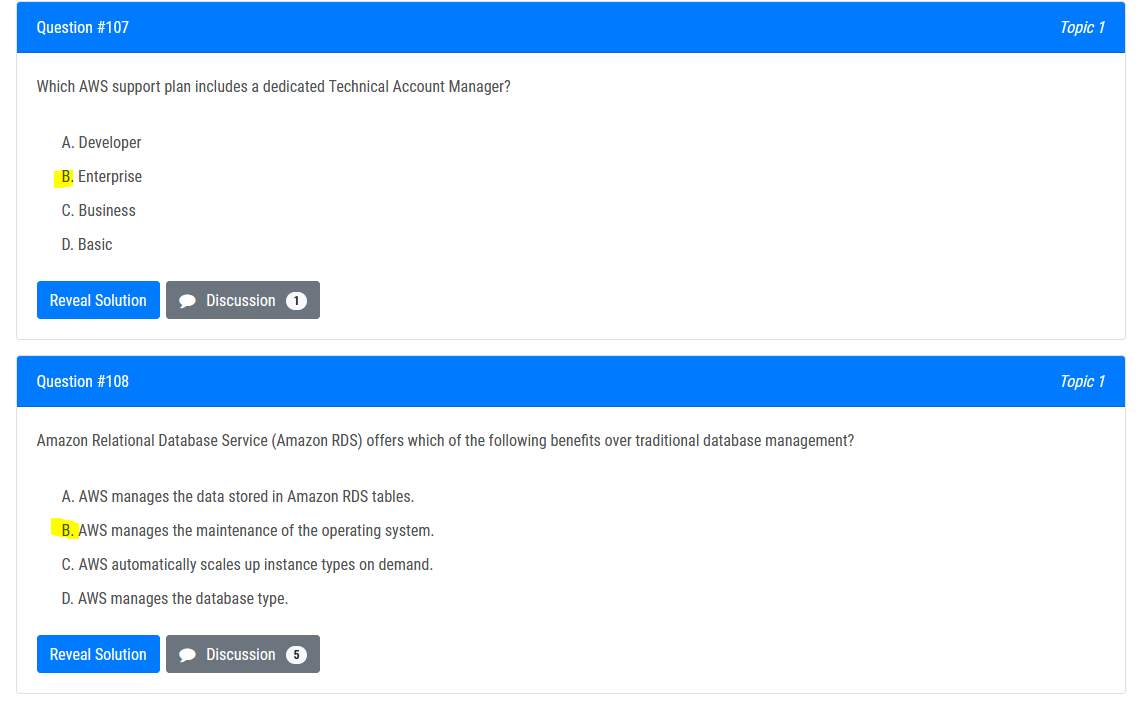 Question #107 Topic 1
Which AWS support plan includes a dedicated Technical Account Manager?
A. Developer
B. Enterprise
C. Business
D. Basic
Reveal Solution Discussion 1
Question #108 Topic 1
Amazon Relational Database Service (Amazon RDS) offers which of the following benefits over traditional database management?
A. AWS manages the data stored in Amazon RDS tables.
B. AWS manages the maintenance of the operating system.
C. AWS automatically scales up instance types on demand.
D. AWS manages the database type.
Reveal Solution Discussion 5